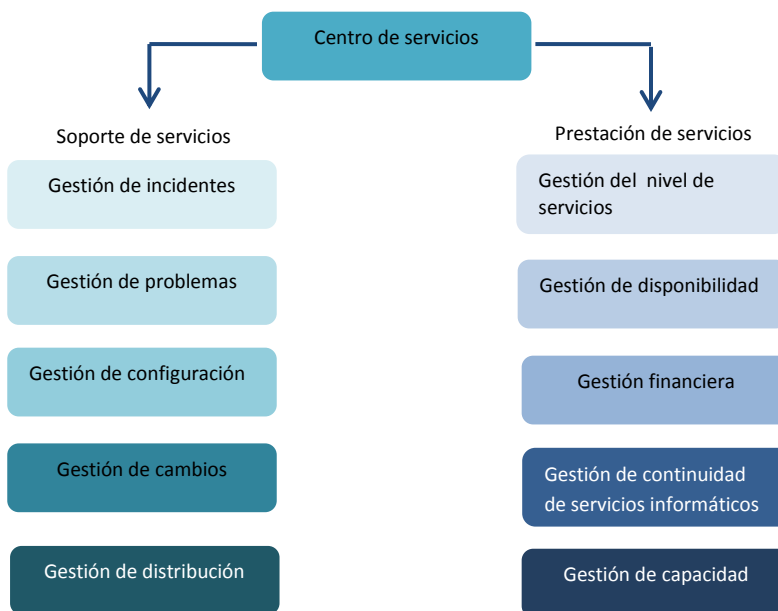 Centro de servicios
Soporte de servicios
Gestión de incidentes
Gestión de problemas
Gestión de configuración
Gestión de cambios
Gestión de distribución
Prestación de servicios
Gestión del nivel de
servicios
Gestión de disponibilidad
Gestión financiera
Gestión de continuidad
de servicios informáticos
Gestión de capacidad